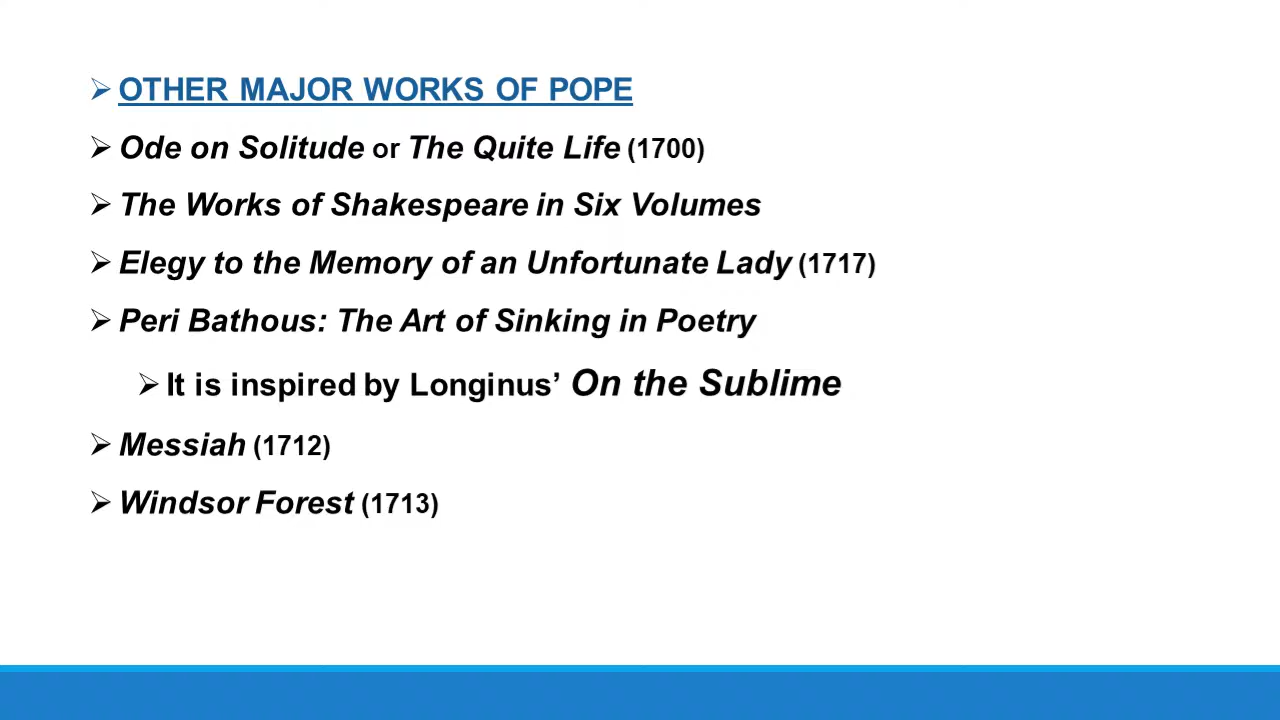 OTHER MAJOR WORKS OF POPE
Ode on Solitude or The Quite Life (1700)
The Works of Shakespeare in Six Volumes
Elegy to the Memory of an Unfortunate Lady (1717)
Peri Bathous: The Art of Sinking in Poetry
It is inspired by Longinus’ On the Sublime
Messiah (1712)
Windsor Forest (1713)